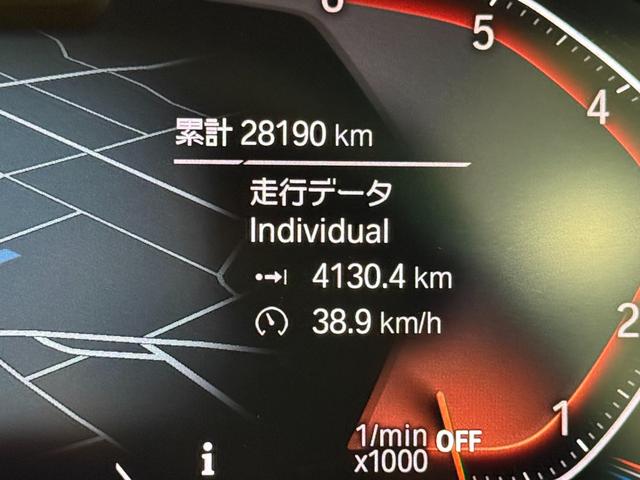 6
5
4
累計 28190 km
走行データ
Individual
4130.4 km
38.9 km/h
2
1
1/min OFF
x1000
i